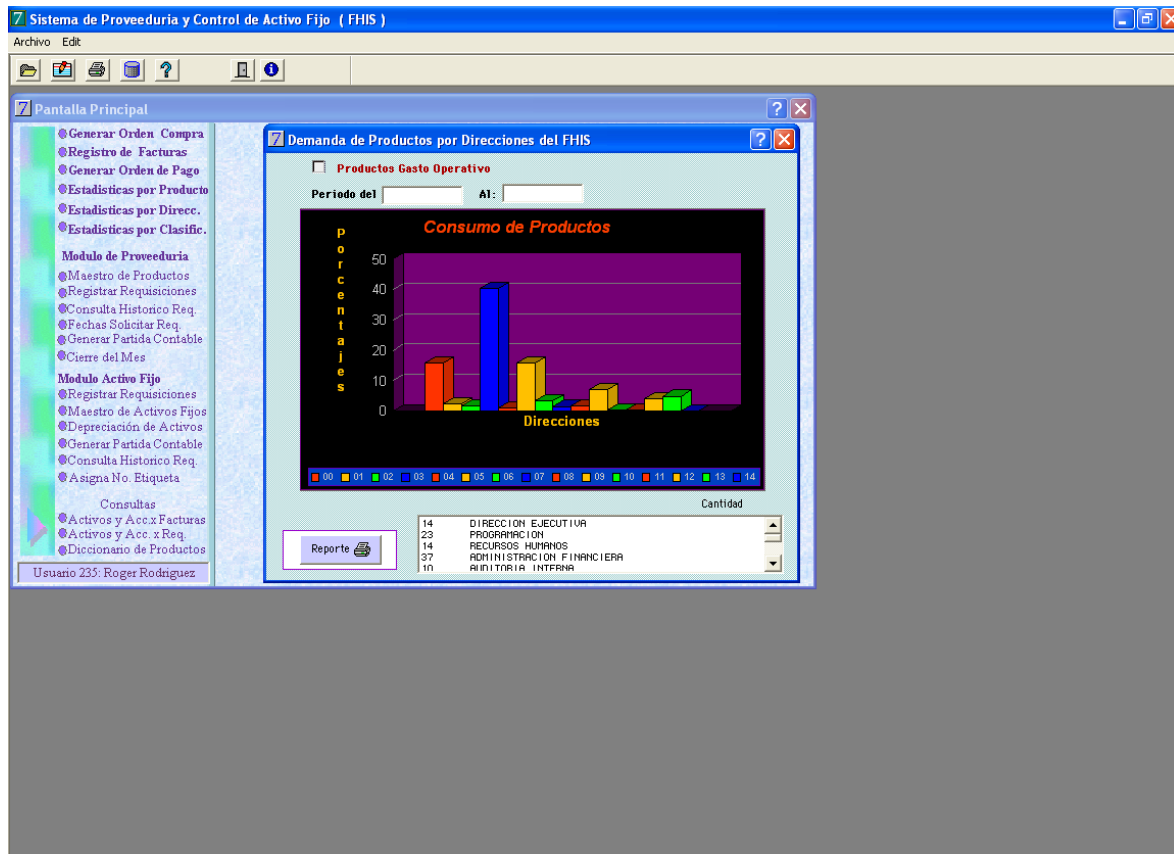 Sistema de Proveeduria y Control de Activo Fijo ( FHIS )
Archivo Edit
Pantalla Principal
Generar Orden Compra
Registro de Facturas
Generar Orden de Pago
Estadisticas por Producto
Estadisticas por Direcc.
Estadisticas por Clasific.
Modulo de Proveeduria
Maestro de Productos
Registrar Requisiciones
Consulta Historico Req.
Fechas Solicitar Req.
Generar Partida Contable
Cierre del Mes
Modulo Activo Fijo
Registrar Requisiciones
Maestro de Activos Fijos
Depreciación de Activos
Generar Partida Contable
Consulta Historico Req.
Asigna No. Etiqueta
Consultas
Activos y Acc.x Facturas
Activos y Acc. x Req.
Diccionario de Productos
Usuario 235: Roger Rodriguez
Demanda de Productos por Direcciones del FHIS
Productos Gasto Operativo
Periodo del Al:
Consumo de Productos
Porcentajes
50
40
30
20
10
0
Direcciones
00 01 02 03 04 05 06 07 08 09 10 11 12 13 14
Cantidad
Reporte
14 DIRECCION EJECUTIVA
23 PROGRAMACION
14 RECURSOS HUMANOS
37 ADMINISTRACION FINANCIERA
10 AUDITORIA INTERNA